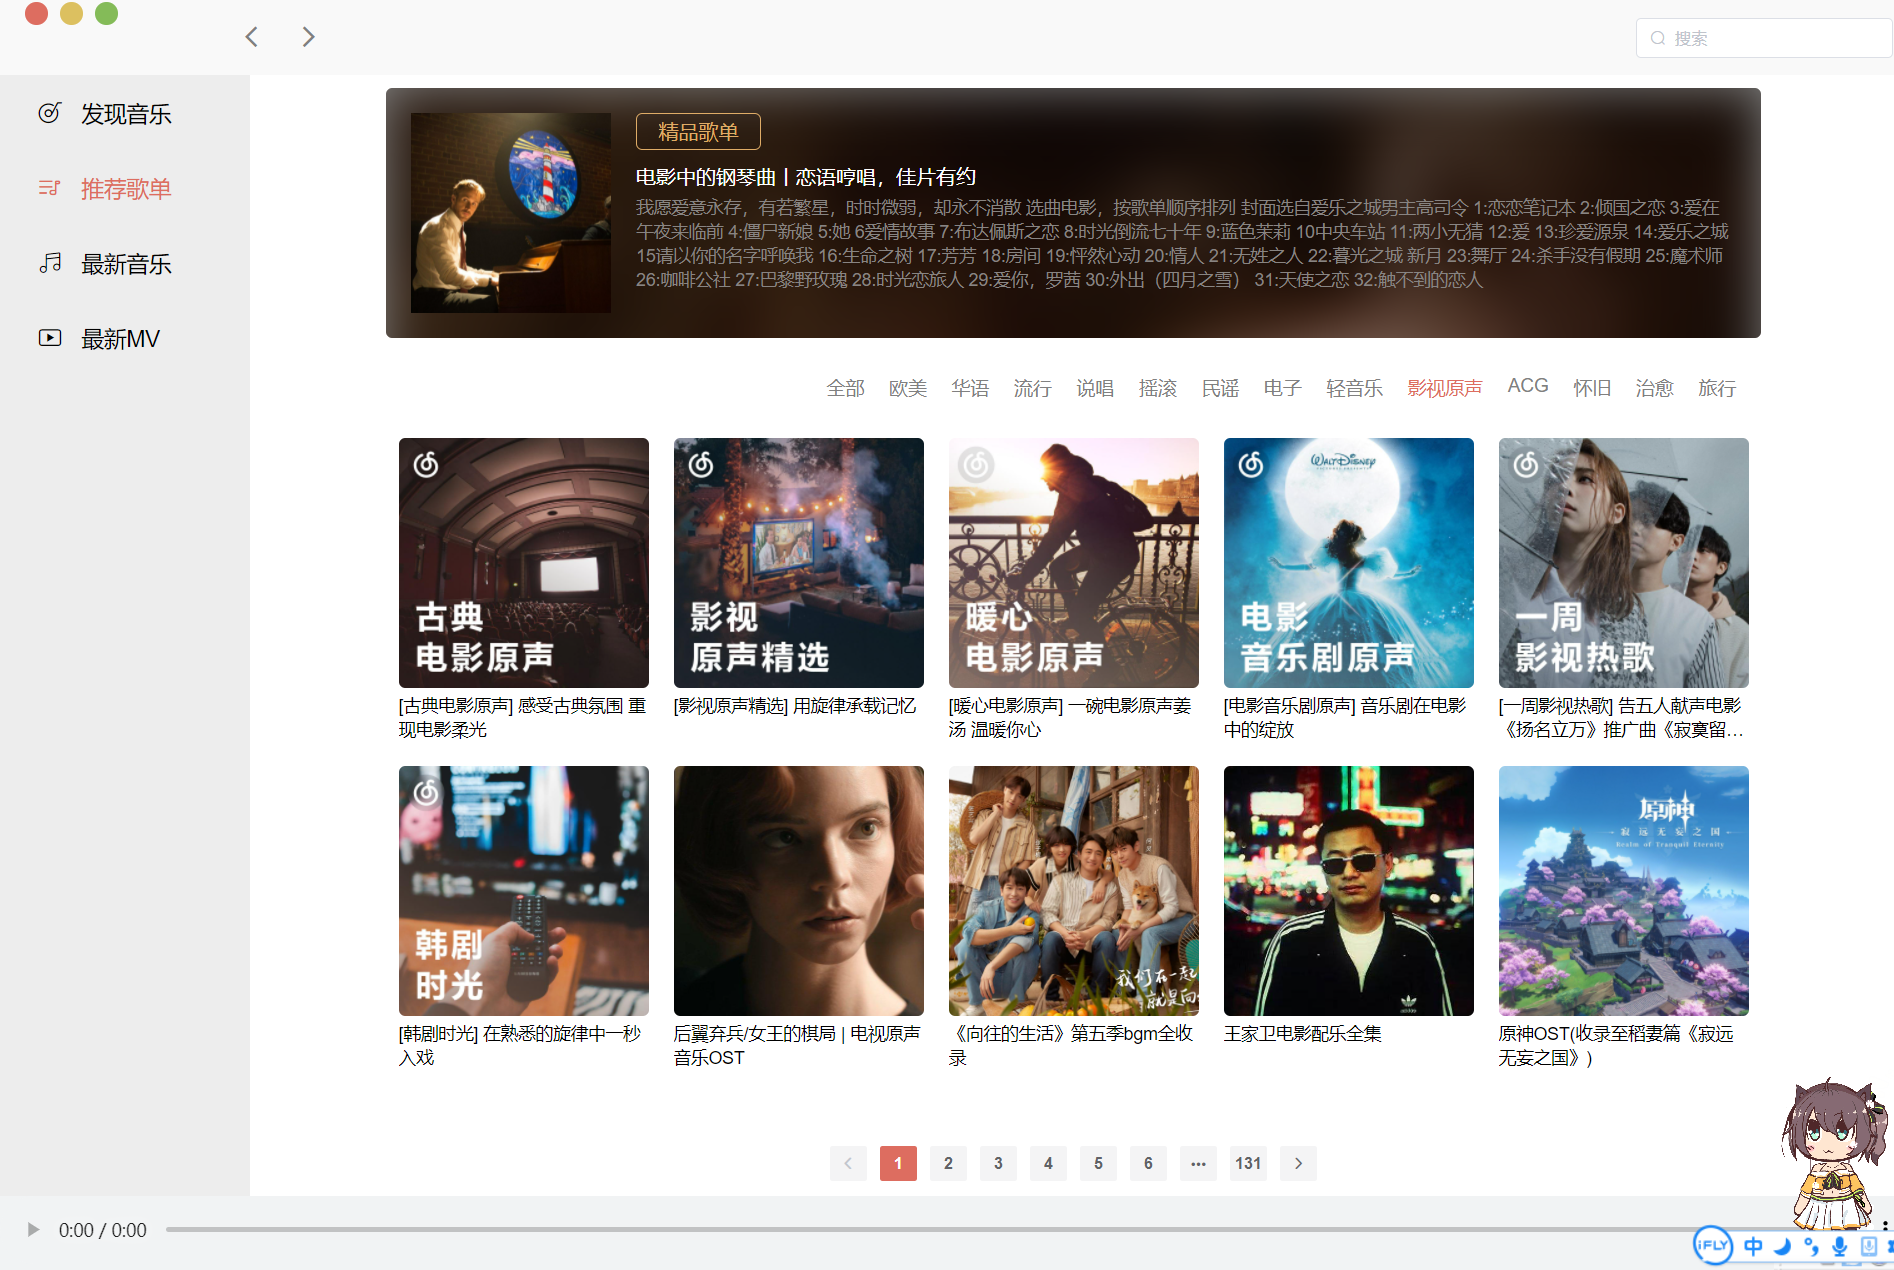 搜索
发现音乐
推荐歌单
最新音乐
最新MV
精品歌单
电影中的钢琴曲丨恋语哼唱，佳片有约
我愿爱意永存，有若繁星，时时微弱，却永不消散 选曲电影，按歌单顺序排列 封面选自爱乐之城男主高司令 1:恋恋笔记本 2:倾国之恋 3:爱在
午夜来临前 4:僵尸新娘 5:她 6爱情故事 7:布达佩斯之恋 8:时光倒流七十年 9:蓝色茉莉 10中央车站 11:两小无猜 12:爱 13:珍爱源泉 14:爱乐之城
15请以你的名字呼唤我 16:生命之树 17:芳芳 18:房间 19:怦然心动 20:情人 21:无姓之人 22:暮光之城 新月 23:舞厅 24:杀手没有假期 25:魔术师
26:咖啡公社 27:巴黎野玫瑰 28:时光恋旅人 29:爱你，罗茜 30:外出（四月之雪） 31:天使之恋 32:触不到的恋人
全部 欧美 华语 流行 说唱 摇滚 民谣 电子 轻音乐 影视原声 ACG 怀旧 治愈 旅行
古典
电影原声
影视
原声精选
暖心
电影原声
WALT DISNEY
电影
音乐剧原声
一周
影视热歌
[古典电影原声] 感受古典氛围 重
现电影柔光
[影视原声精选] 用旋律承载记忆
[暖心电影原声] 一碗电影原声姜
汤 温暖你心
[电影音乐剧原声] 音乐剧在电影
中的绽放
[一周影视热歌] 告五人献声电影
《扬名立万》推广曲《寂寞留…
韩剧
时光
我们在一起
就是向
adidas
原神
寂远无妄之国
Realm of Tranquil Eternity
[韩剧时光] 在熟悉的旋律中一秒
入戏
后翼弃兵/女王的棋局 | 电视原声
音乐OST
《向往的生活》第五季bgm全收
录
王家卫电影配乐全集
原神OST(收录至稻妻篇《寂远
无妄之国》)
1 2 3 4 5 6 ··· 131
0:00 / 0:00
iFLY 中